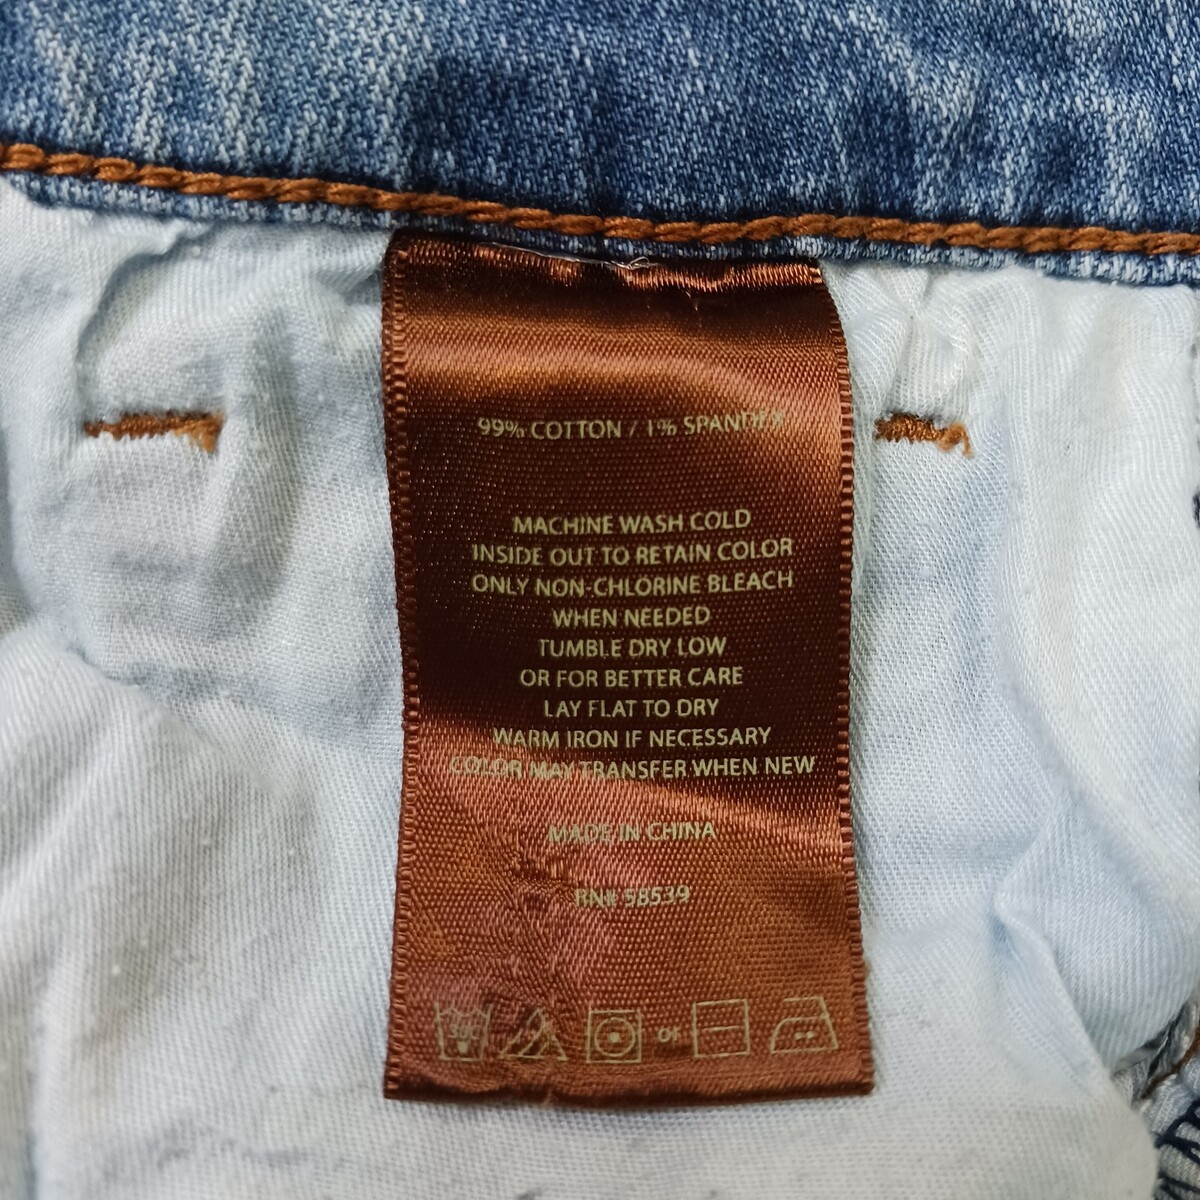 99% COTTON / 1% SPANDEX
MACHINE WASH COLD
INSIDE OUT TO RETAIN COLOR
ONLY NON-CHLORINE BLEACH
WHEN NEEDED
TUMBLE DRY LOW
OR FOR BETTER CARE
LAY FLAT TO DRY
WARM IRON IF NECESSARY
COLOR MAY TRANSFER WHEN NEW
MADE IN CHINA
RN# 58539
30 or